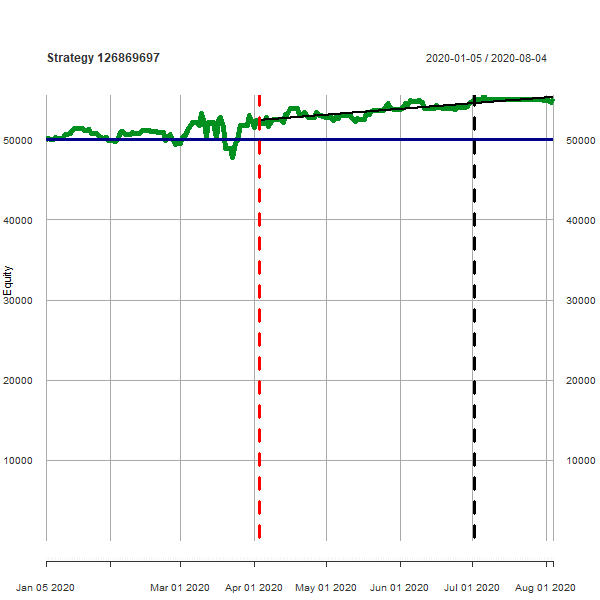 Strategy 126869697
2020-01-05 / 2020-08-04
50000
50000
40000
40000
Equity
30000
30000
20000
20000
10000
10000
Jan 05 2020
Mar 01 2020
Apr 01 2020
May 01 2020
Jun 01 2020
Jul 01 2020
Aug 01 2020